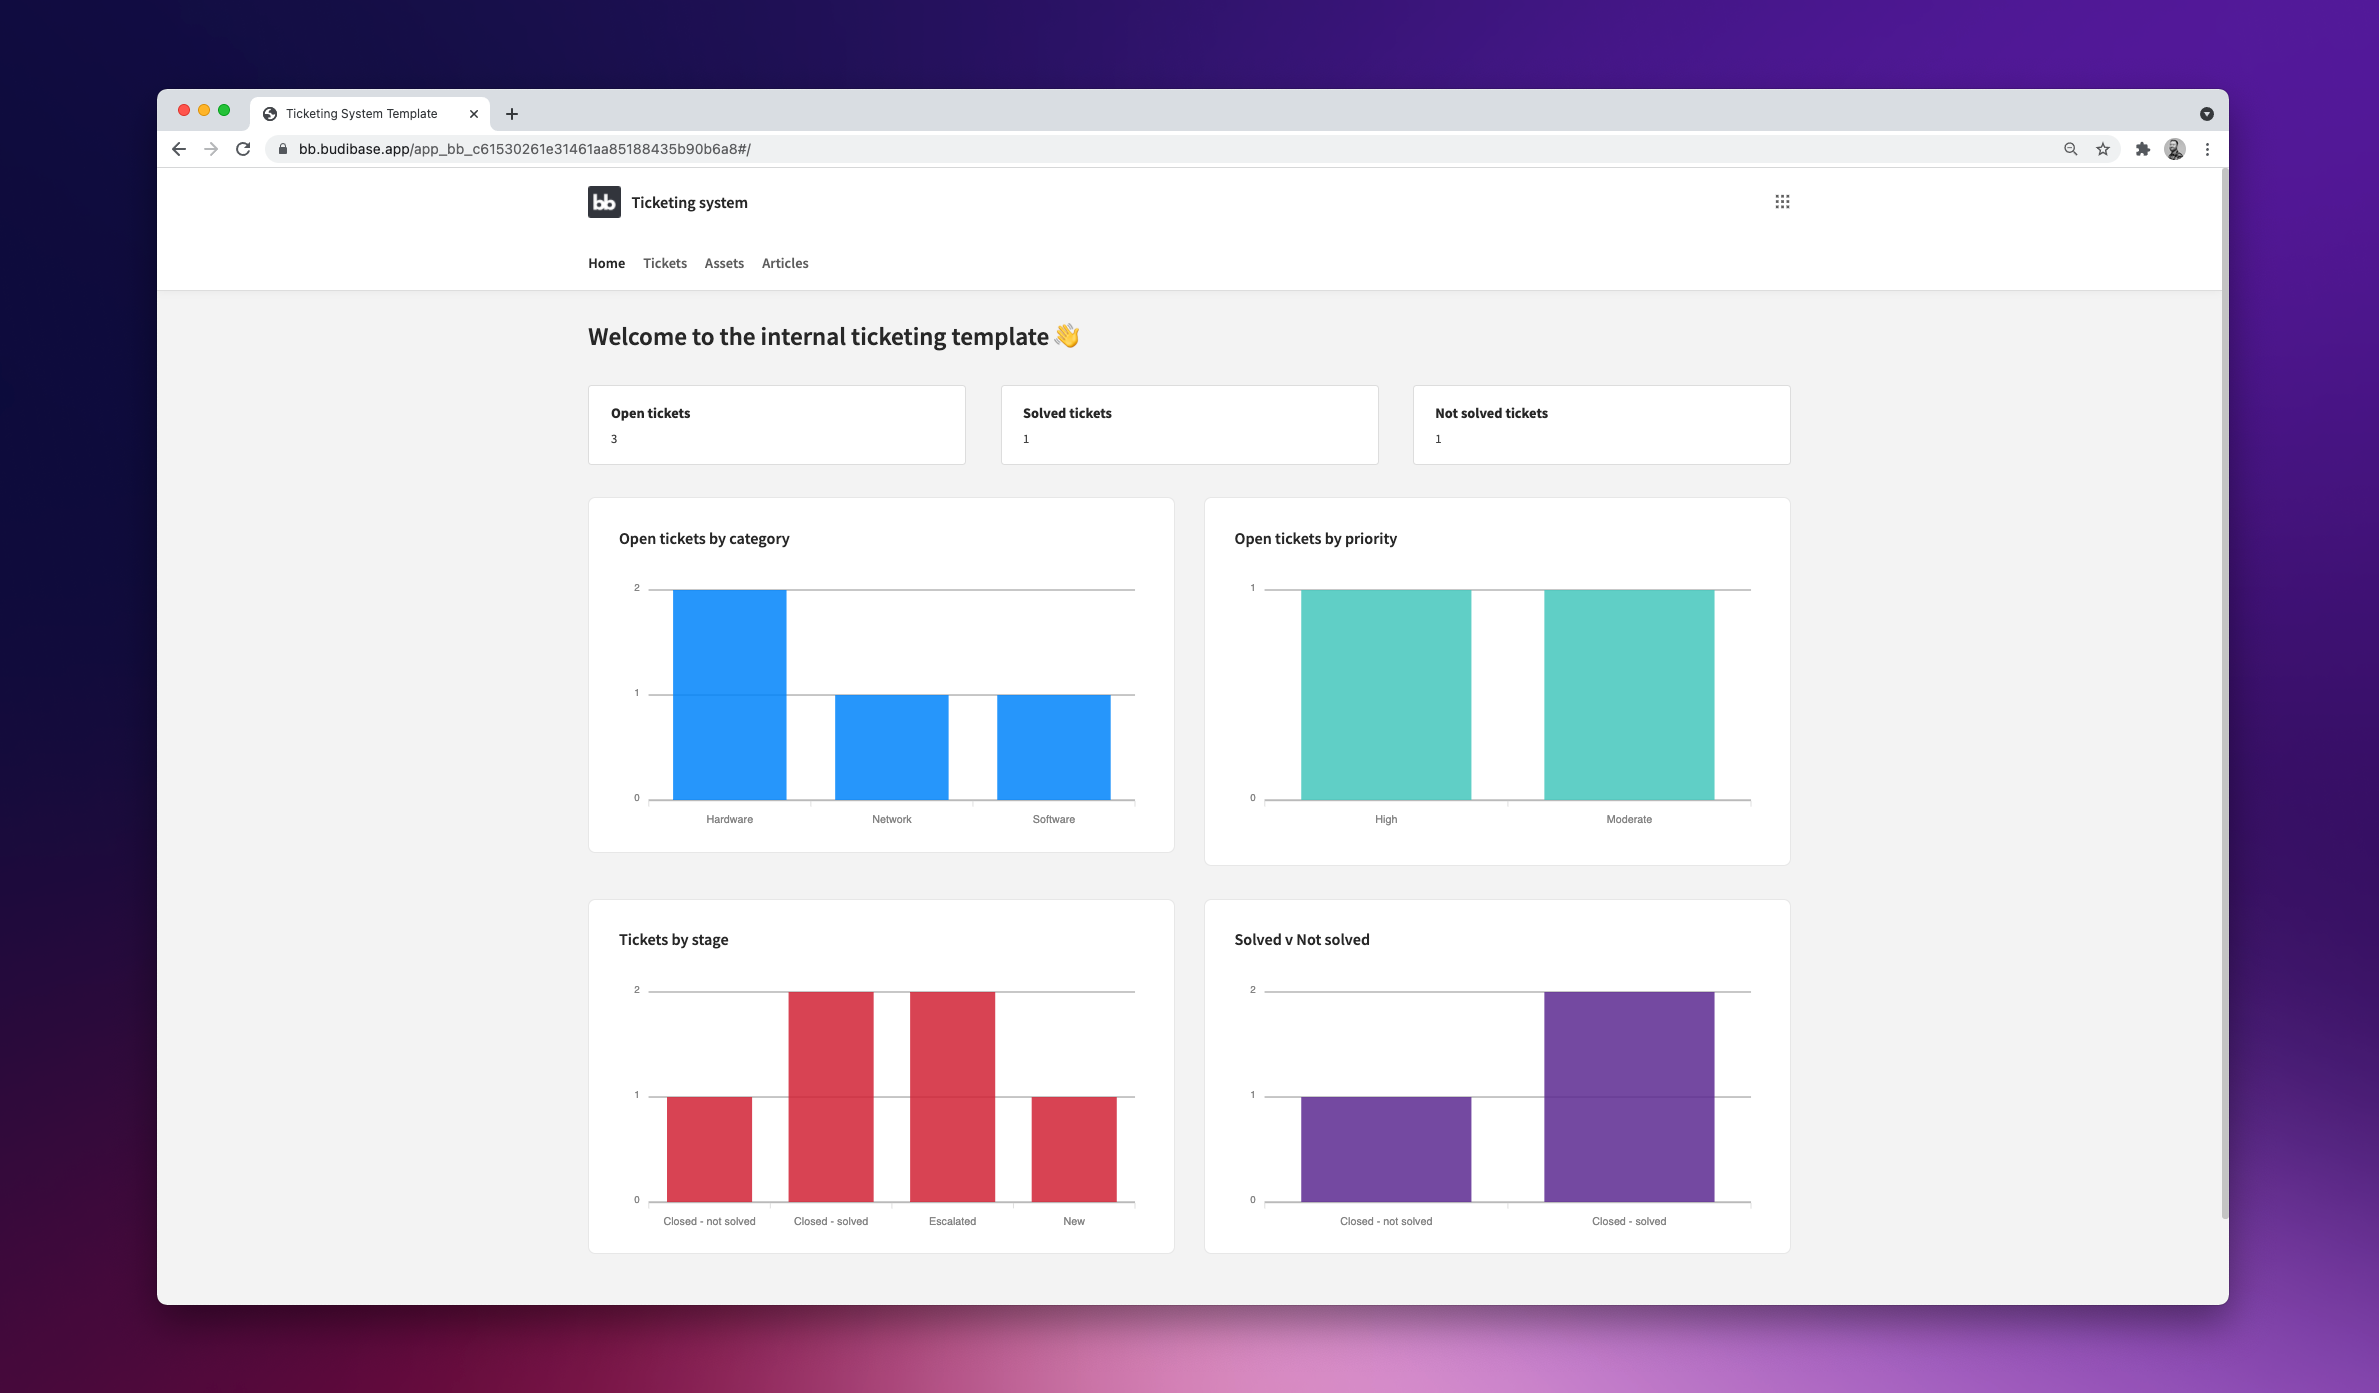 Ticketing System Template
bb.budibase.app/app_bb_c61530261e31461aa85188435b90b6a8#/
bb Ticketing system
Home Tickets Assets Articles
Welcome to the internal ticketing template 👋
Open tickets
3
Solved tickets
1
Not solved tickets
1
Open tickets by category
2
1
0
Hardware Network Software
Open tickets by priority
1
0
High Moderate
Tickets by stage
2
1
0
Closed - not solved Closed - solved Escalated New
Solved v Not solved
2
1
0
Closed - not solved Closed - solved